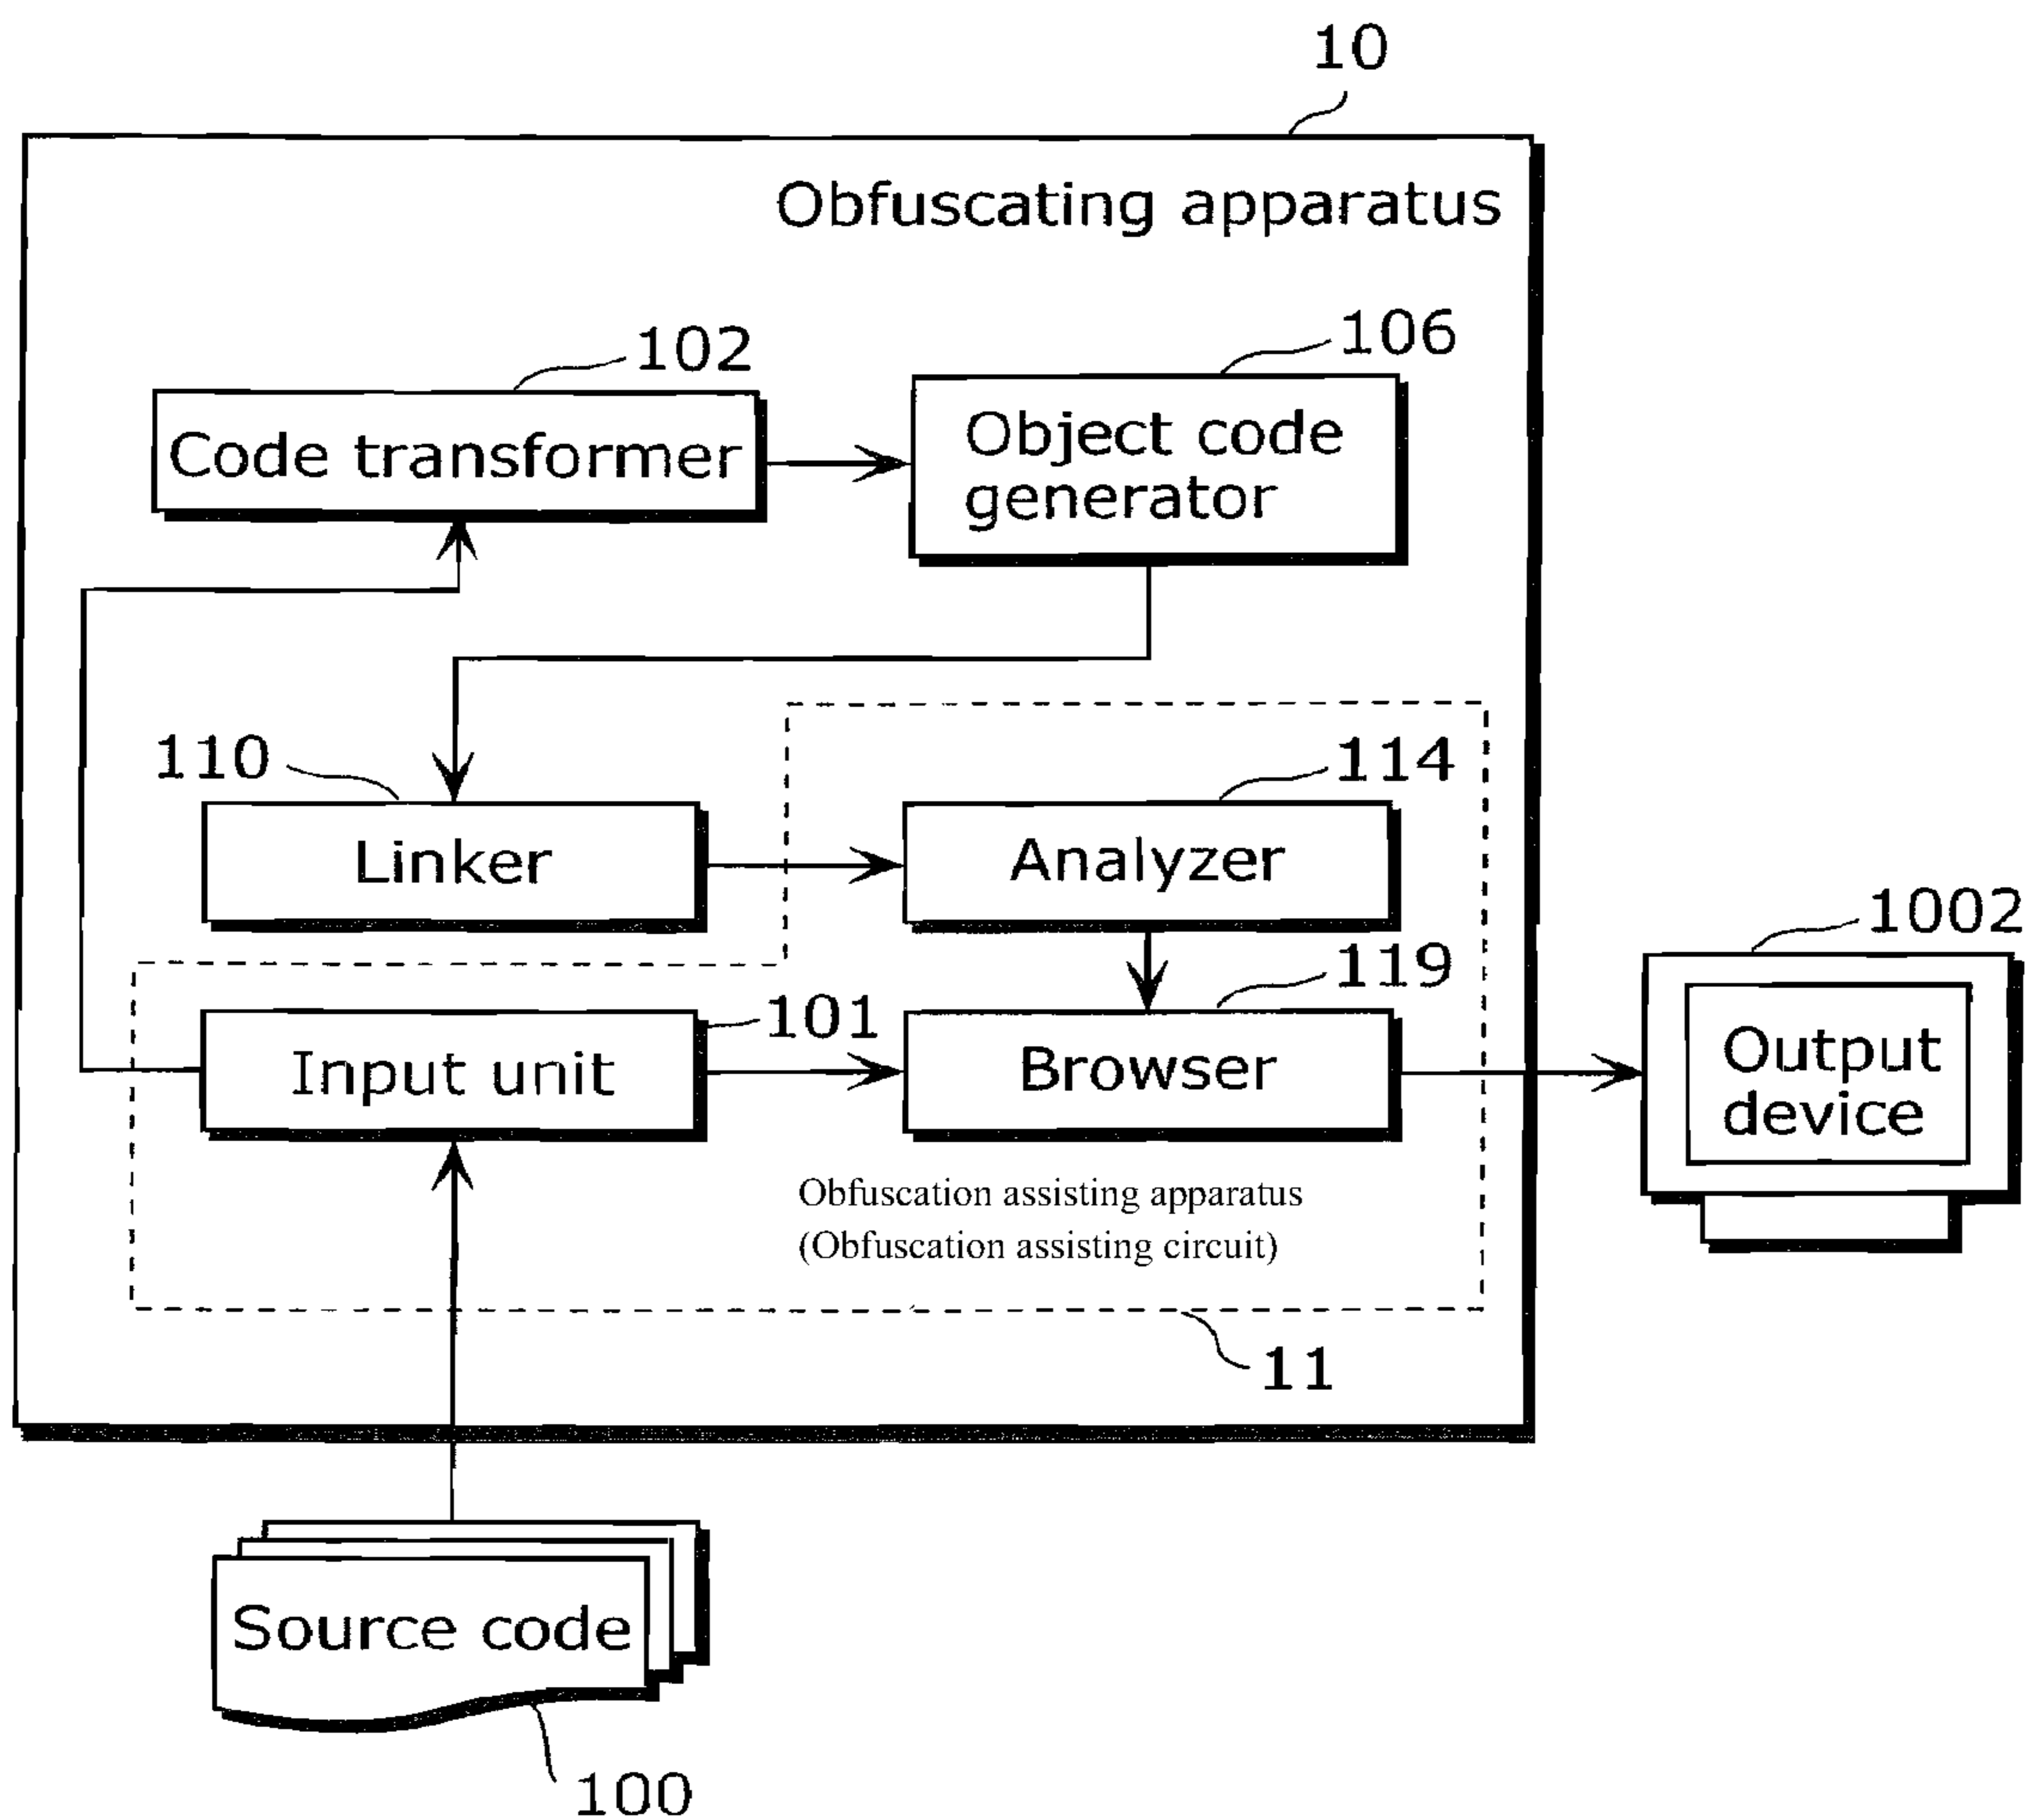 10
Obfuscating apparatus
102
106
Code transformer
Object code
generator
110
114
Linker
Analyzer
1002
119
101
Input unit
Browser
Output
device
Obfuscation assisting apparatus
(Obfuscation assisting circuit)
11
Source code
100